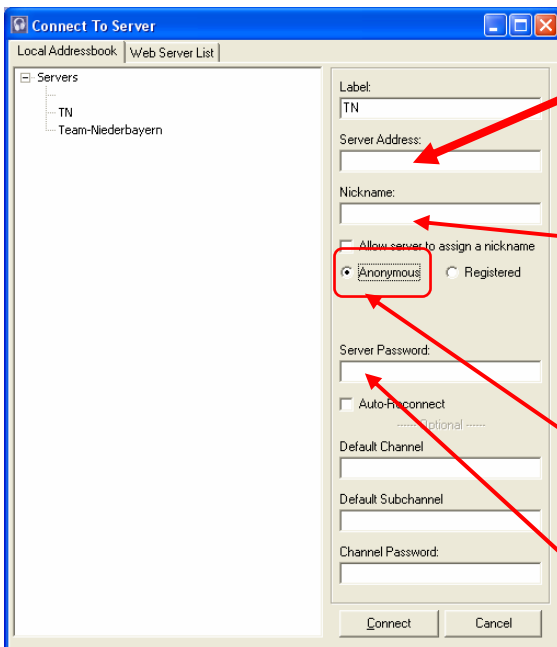 Connect To Server
Local Addressbook Web Server List
Servers
TN
Team-Niederbayern
Label:
TN
Server Address:
Nickname:
Allow server to assign a nickname
Anonymous Registered
Server Password:
Auto-Reconnect
------ Optional ------
Default Channel
Default Subchannel
Channel Password:
Connect Cancel